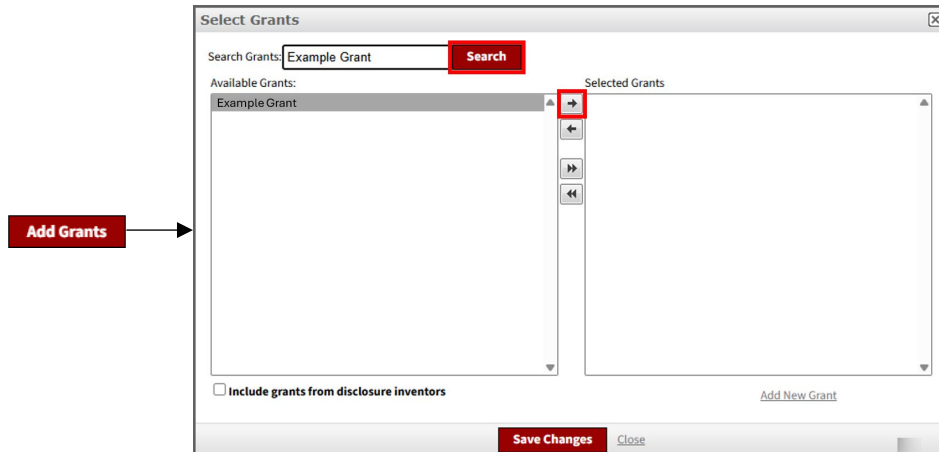 Select Grants
Search Grants: Example Grant Search
Available Grants: Selected Grants
Example Grant
Add Grants
Include grants from disclosure inventors
Add New Grant
Save Changes Close